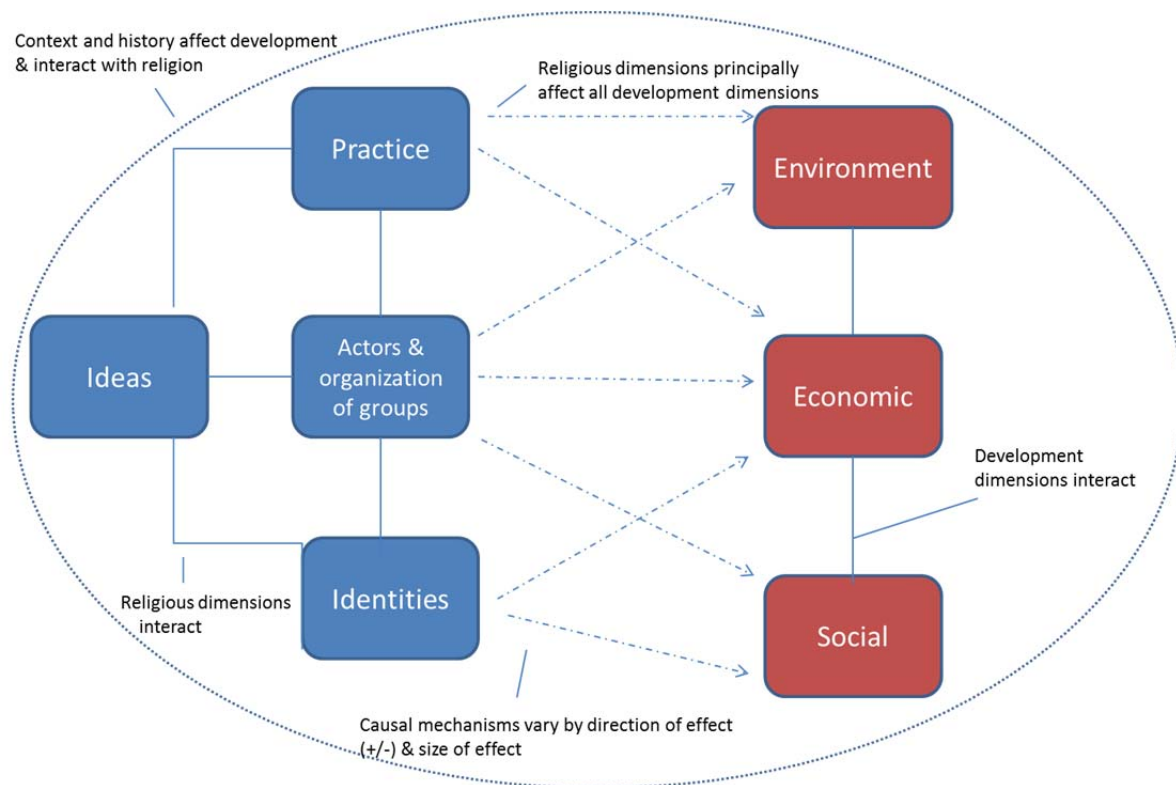 Context and history affect development
& interact with religion
Religious dimensions principally
affect all development dimensions
Practice
Environment
Ideas
Actors &
organization
of groups
Economic
Development
dimensions interact
Religious dimensions
interact
Identities
Social
Causal mechanisms vary by direction of effect
(+/-) & size of effect